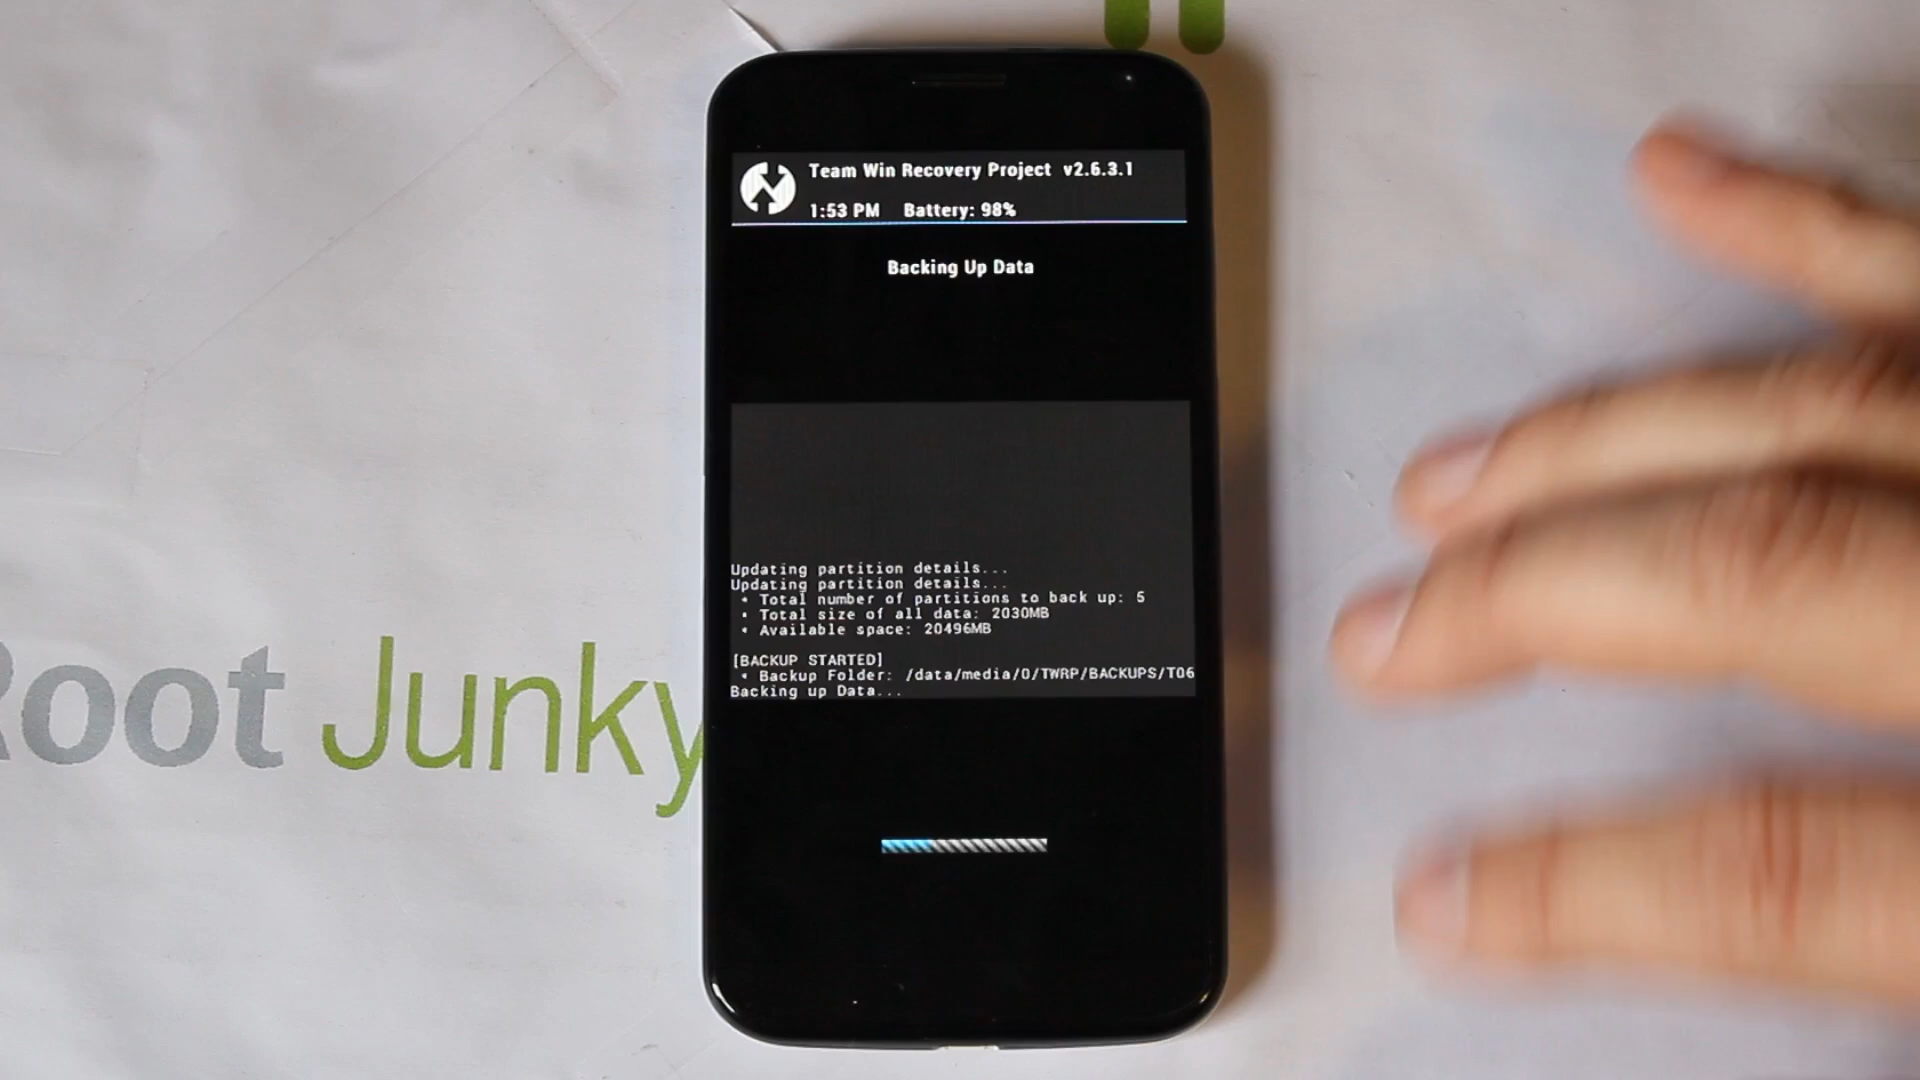 Team Win Recovery Project v2.6.3.1
1:53 PM Battery: 98%
Backing Up Data
Updating partition details...
Updating partition details...
• Total number of partitions to back up: 5
• Total size of all data: 2030MB
• Available space: 20496MB
[BACKUP STARTED]
• Backup Folder: /data/media/0/TWRP/BACKUPS/T06
Backing up Data...
Root Junky